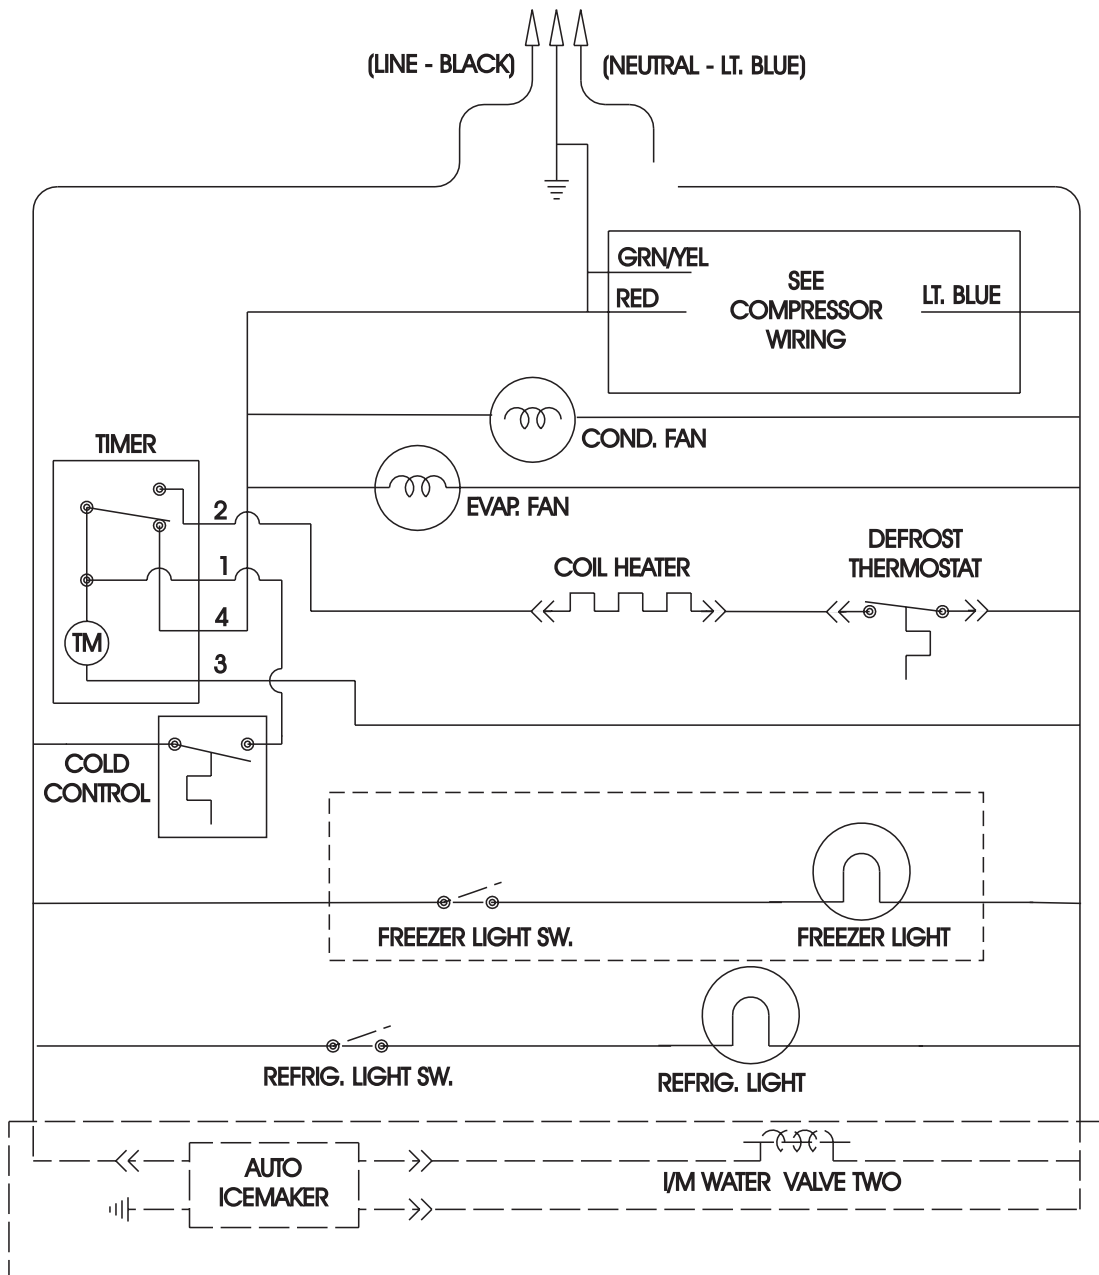 (LINE - BLACK)
(NEUTRAL - LT. BLUE)
GRN/YEL
RED
SEE
COMPRESSOR
WIRING
LT. BLUE
COND. FAN
TIMER
EVAP. FAN
2
1
4
3
TM
COIL HEATER
DEFROST
THERMOSTAT
COLD
CONTROL
FREEZER LIGHT SW.
FREEZER LIGHT
REFRIG. LIGHT SW.
REFRIG. LIGHT
AUTO
ICEMAKER
I/M WATER VALVE TWO